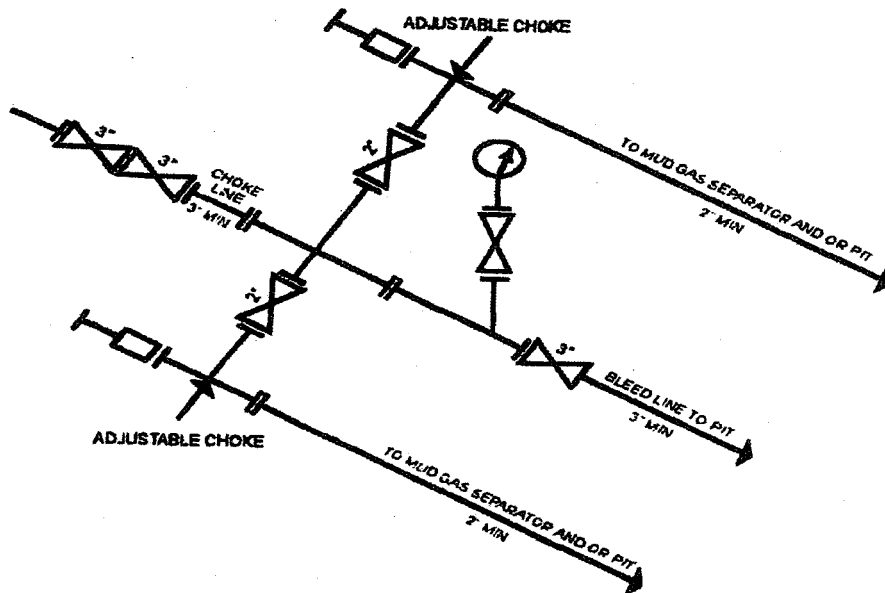 ADJUSTABLE CHOKE
3"
3"
2"
CHOKE
LINE
3" MIN
TO MUD GAS SEPARATOR AND OR PIT
2" MIN
2"
3"
BLEED LINE TO PIT
3" MIN
ADJUSTABLE CHOKE
TO MUD GAS SEPARATOR AND OR PIT
2" MIN